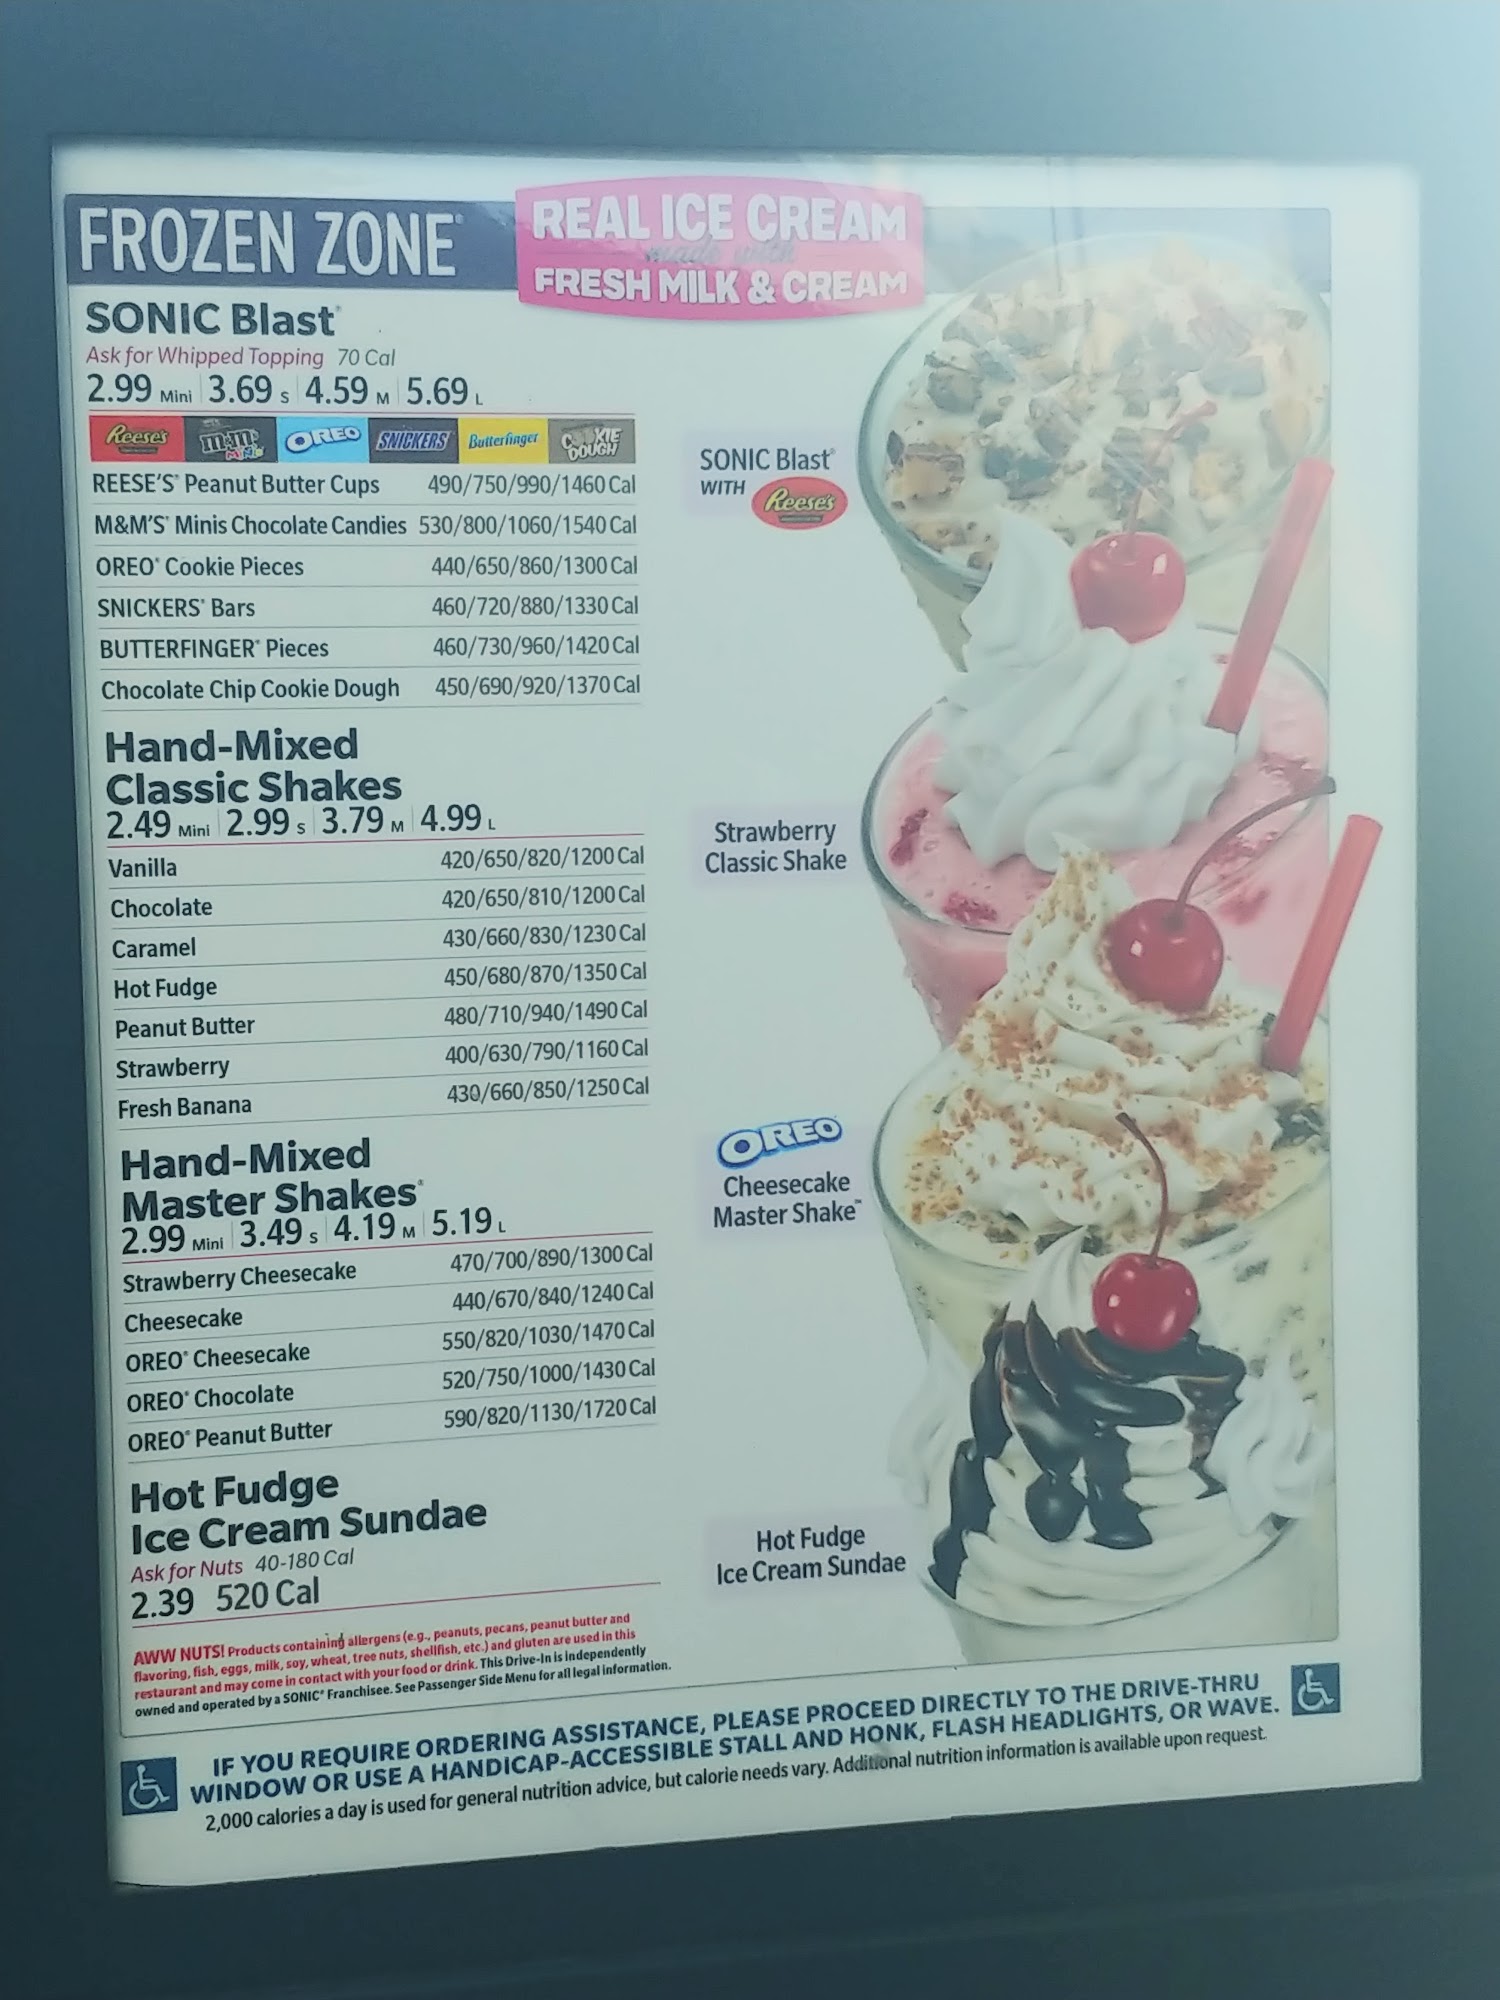 FROZEN ZONE®
REAL ICE CREAM
made with
FRESH MILK & CREAM
SONIC Blast®
Ask for Whipped Topping 70 Cal
2.99 Mini 3.69 S 4.59 M 5.69 L
Reese's m&m's MINIS OREO SNICKERS Butterfinger COOKIE DOUGH
REESE'S® Peanut Butter Cups 490/750/990/1460 Cal
M&M'S® Minis Chocolate Candies 530/800/1060/1540 Cal
OREO® Cookie Pieces 440/650/860/1300 Cal
SNICKERS® Bars 460/720/880/1330 Cal
BUTTERFINGER® Pieces 460/730/960/1420 Cal
Chocolate Chip Cookie Dough 450/690/920/1370 Cal
Hand-Mixed
Classic Shakes
2.49 Mini 2.99 S 3.79 M 4.99 L
Vanilla 420/650/820/1200 Cal
Chocolate 420/650/810/1200 Cal
Caramel 430/660/830/1230 Cal
Hot Fudge 450/680/870/1350 Cal
Peanut Butter 480/710/940/1490 Cal
Strawberry 400/630/790/1160 Cal
Fresh Banana 430/660/850/1250 Cal
Hand-Mixed
Master Shakes®
2.99 Mini 3.49 S 4.19 M 5.19 L
Strawberry Cheesecake 470/700/890/1300 Cal
Cheesecake 440/670/840/1240 Cal
OREO® Cheesecake 550/820/1030/1470 Cal
OREO® Chocolate 520/750/1000/1430 Cal
OREO® Peanut Butter 590/820/1130/1720 Cal
Hot Fudge
Ice Cream Sundae
Ask for Nuts 40-180 Cal
2.39 520 Cal
AWW NUTS! Products containing allergens (e.g., peanuts, pecans, peanut butter and
flavoring, fish, eggs, milk, soy, wheat, tree nuts, shellfish, etc.) and gluten are used in this
restaurant and may come in contact with your food or drink. This Drive-In is independently
owned and operated by a SONIC® Franchisee. See Passenger Side Menu for all legal information.
SONIC Blast®
WITH Reese's
Strawberry
Classic Shake
OREO
Cheesecake
Master Shake™
Hot Fudge
Ice Cream Sundae
IF YOU REQUIRE ORDERING ASSISTANCE, PLEASE PROCEED DIRECTLY TO THE DRIVE-THRU
WINDOW OR USE A HANDICAP-ACCESSIBLE STALL AND HONK, FLASH HEADLIGHTS, OR WAVE.
2,000 calories a day is used for general nutrition advice, but calorie needs vary. Additional nutrition information is available upon request.